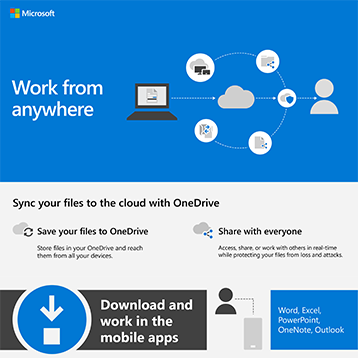 Microsoft
Work from
anywhere
Sync your files to the cloud with OneDrive
Save your files to OneDrive
Store files in your OneDrive and reach
them from all your devices.
Share with everyone
Access, share, or work with others in real-time
while protecting your files from loss and attacks.
Download and
work in the
mobile apps
Word, Excel,
PowerPoint,
OneNote, Outlook